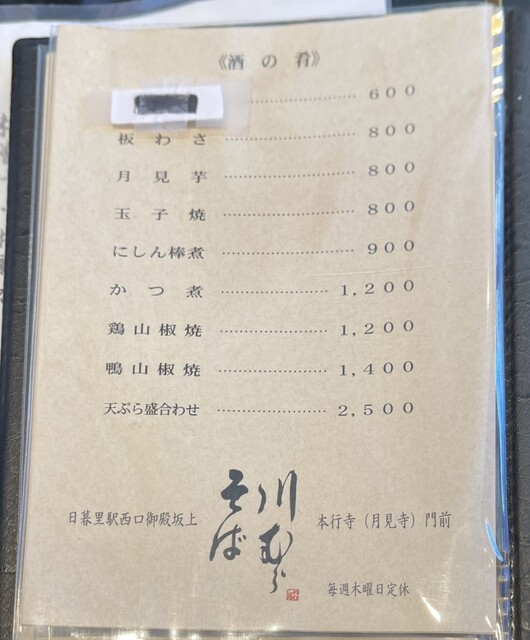 《酒の肴》
………… 600
板わさ ………… 800
月見芋 ………… 800
玉子焼 ………… 800
にしん棒煮 ………… 900
かつ煮 ………… 1,200
鶏山椒焼 ………… 1,200
鴨山椒焼 ………… 1,400
天ぷら盛合わせ ………… 2,500
日暮里駅西口御殿坂上
川むら
そば
本行寺（月見寺）門前
毎週木曜日定休